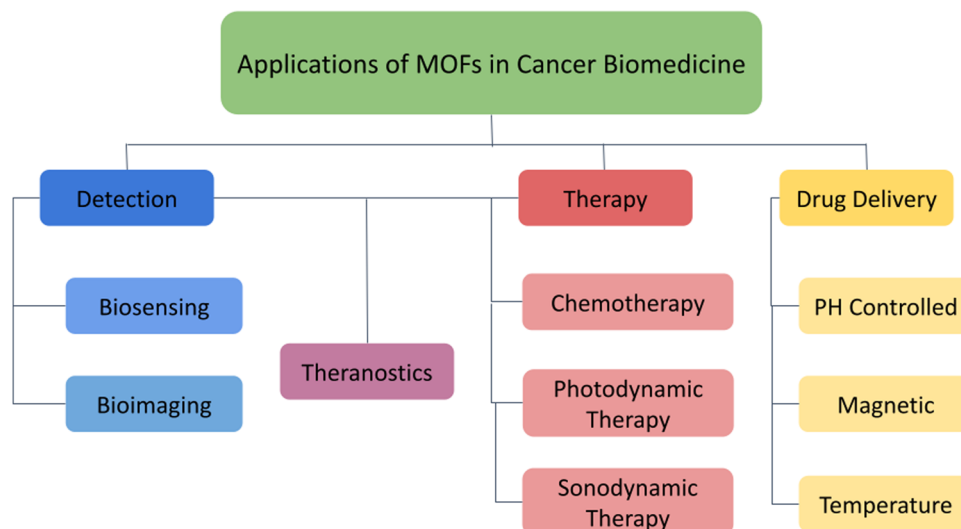 Applications of MOFs in Cancer Biomedicine
Detection
Therapy
Drug Delivery
Biosensing
Chemotherapy
PH Controlled
Theranostics
Bioimaging
Photodynamic
Therapy
Magnetic
Sonodynamic
Therapy
Temperature